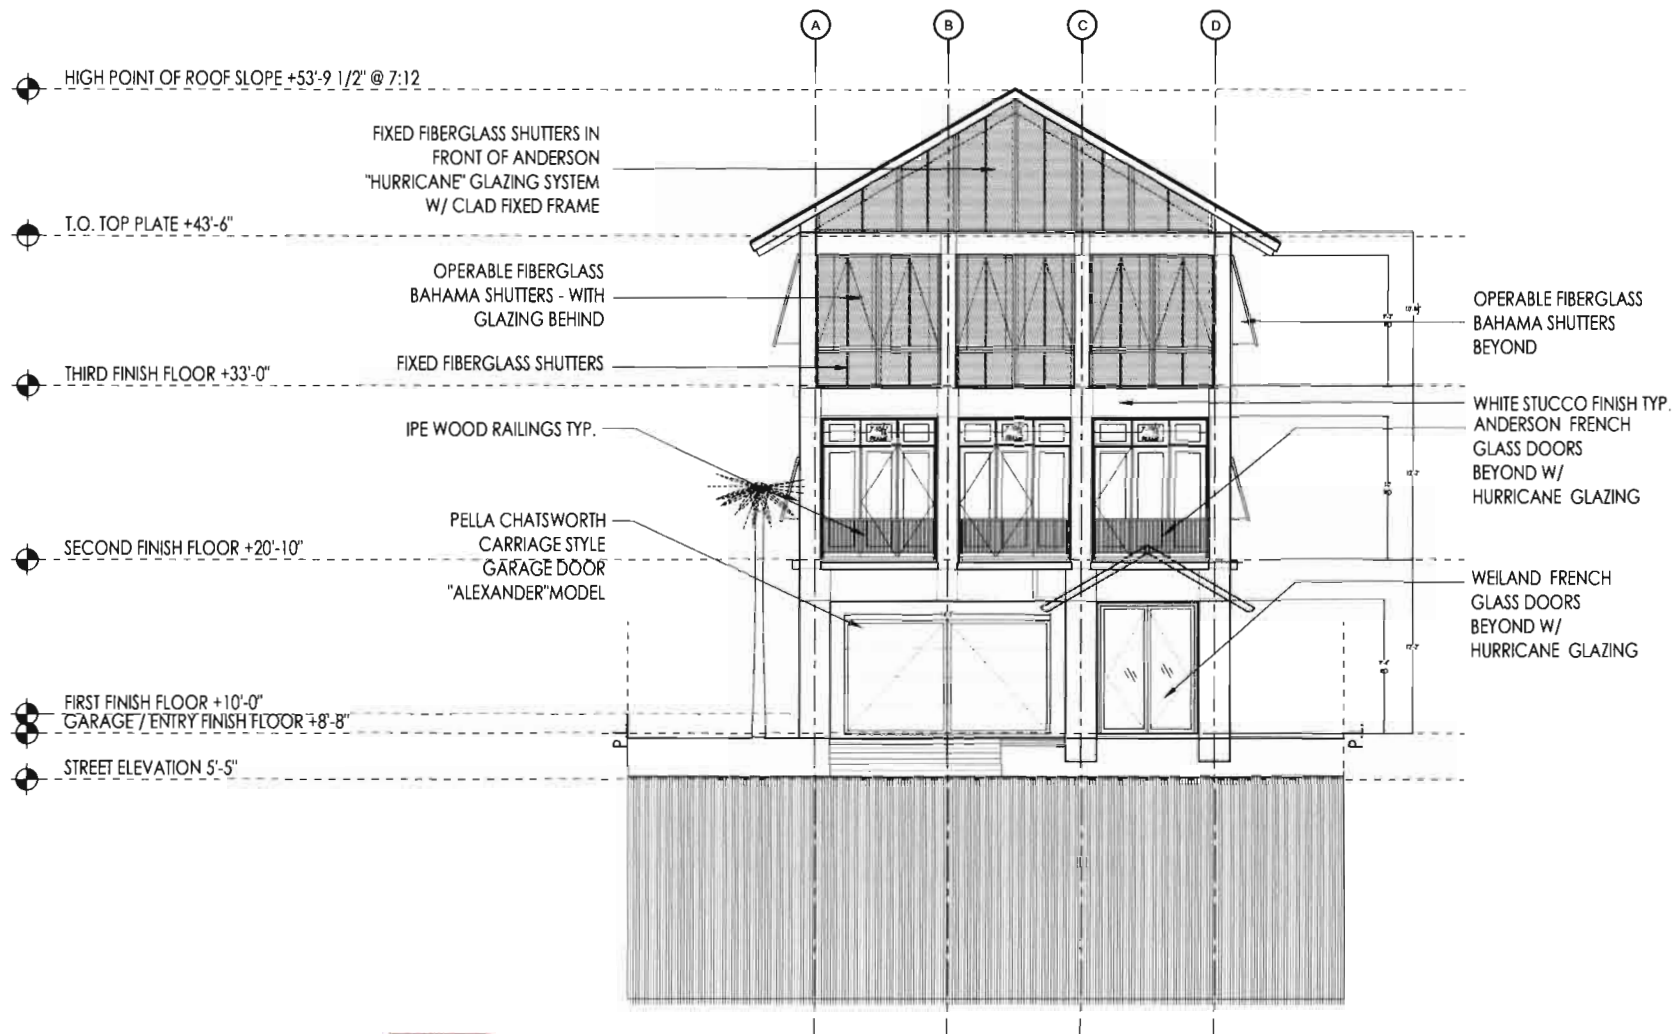 A B C D
HIGH POINT OF ROOF SLOPE +53'-9 1/2" @ 7:12
FIXED FIBERGLASS SHUTTERS IN
FRONT OF ANDERSON
"HURRICANE" GLAZING SYSTEM
W/ CLAD FIXED FRAME
T.O. TOP PLATE +43'-6"
OPERABLE FIBERGLASS
BAHAMA SHUTTERS - WITH
GLAZING BEHIND
OPERABLE FIBERGLASS
BAHAMA SHUTTERS
BEYOND
FIXED FIBERGLASS SHUTTERS
THIRD FINISH FLOOR +33'-0"
WHITE STUCCO FINISH TYP.
ANDERSON FRENCH
GLASS DOORS
BEYOND W/
HURRICANE GLAZING
IPE WOOD RAILINGS TYP.
PELLA CHATSWORTH
CARRIAGE STYLE
GARAGE DOOR
"ALEXANDER"MODEL
SECOND FINISH FLOOR +20'-10"
WEILAND FRENCH
GLASS DOORS
BEYOND W/
HURRICANE GLAZING
FIRST FINISH FLOOR +10'-0"
GARAGE / ENTRY FINISH FLOOR +8'-8"
STREET ELEVATION 5'-5"